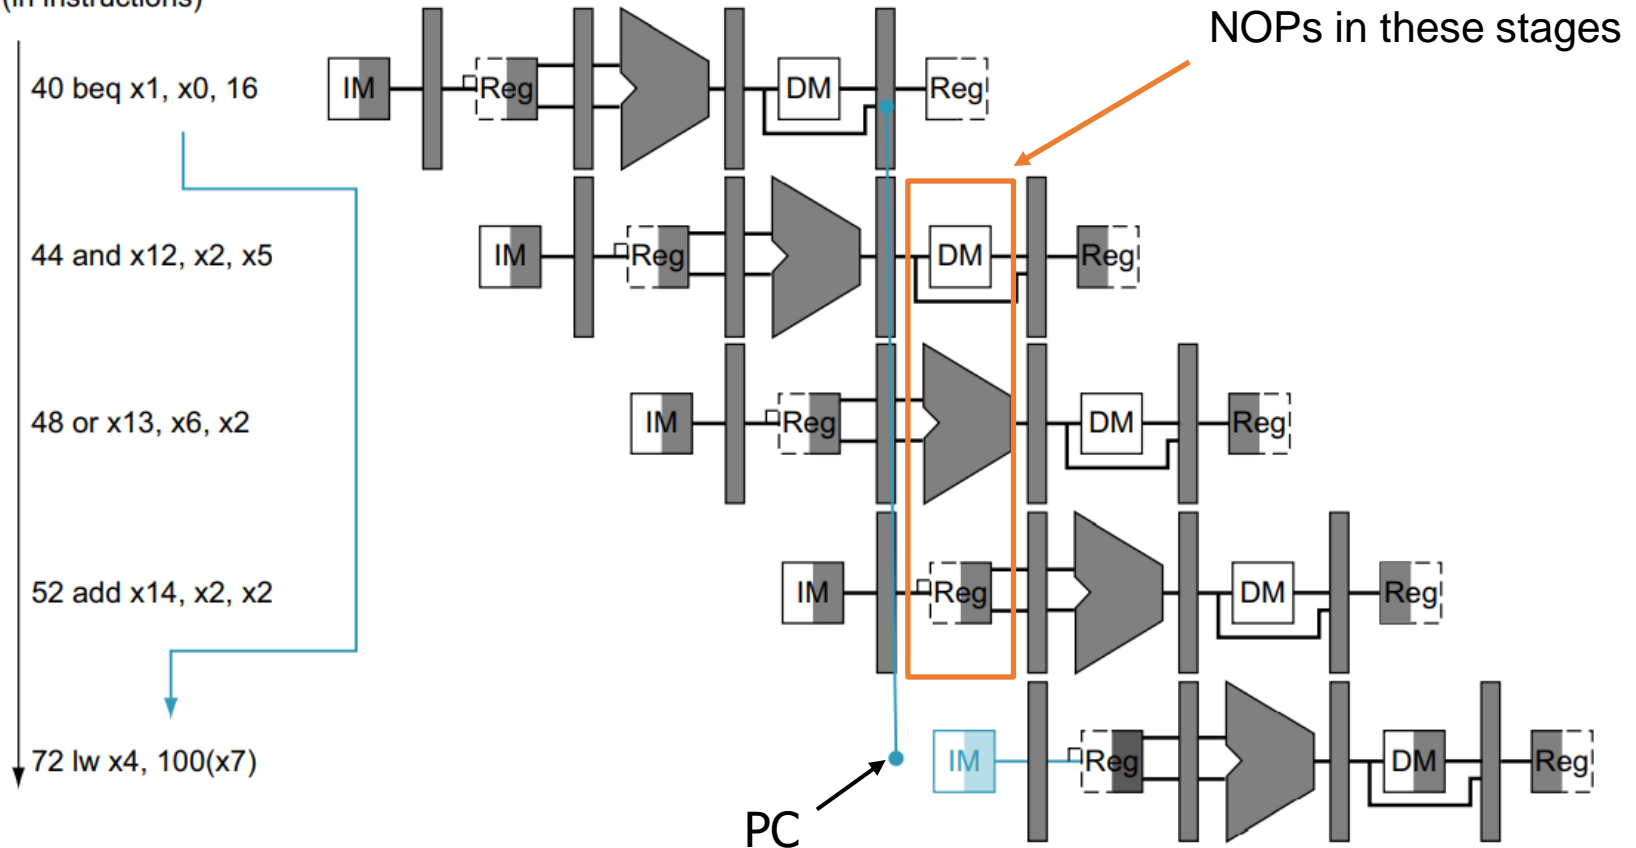 (in instructions)
NOPs in these stages
40 beq x1, x0, 16
IM Reg DM Reg
44 and x12, x2, x5
IM Reg DM Reg
48 or x13, x6, x2
IM Reg DM Reg
52 add x14, x2, x2
IM Reg DM Reg
72 lw x4, 100(x7)
IM Reg DM Reg
PC